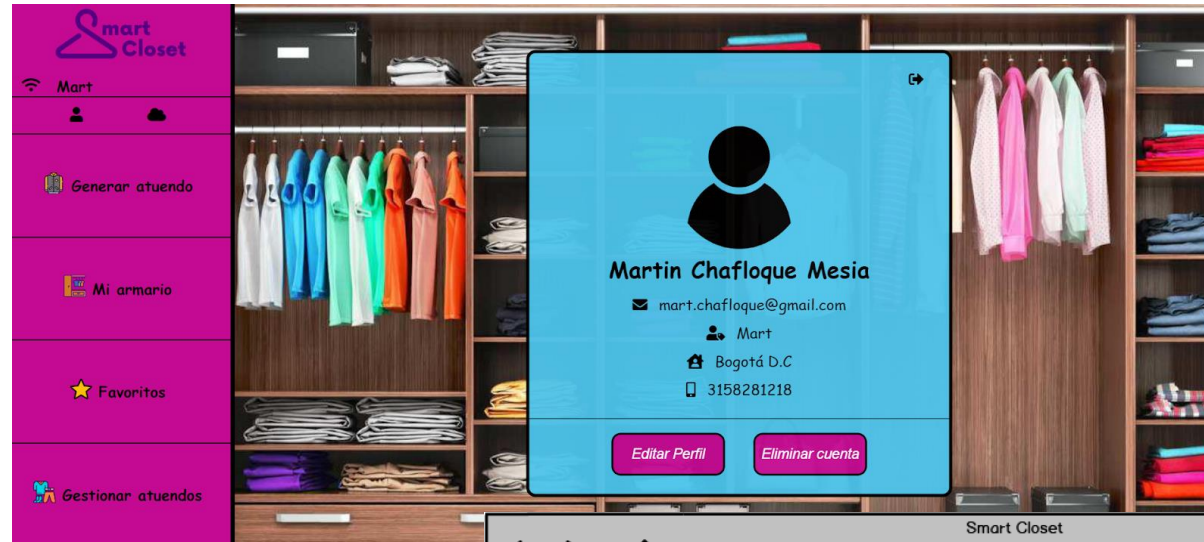 Smart
Closet
Mart
Generar atuendo
Mi armario
Favoritos
Gestionar atuendos
Martin Chafloque Mesia
mart.chafloque@gmail.com
Mart
Bogotá D.C
3158281218
Editar Perfil
Eliminar cuenta
Smart Closet